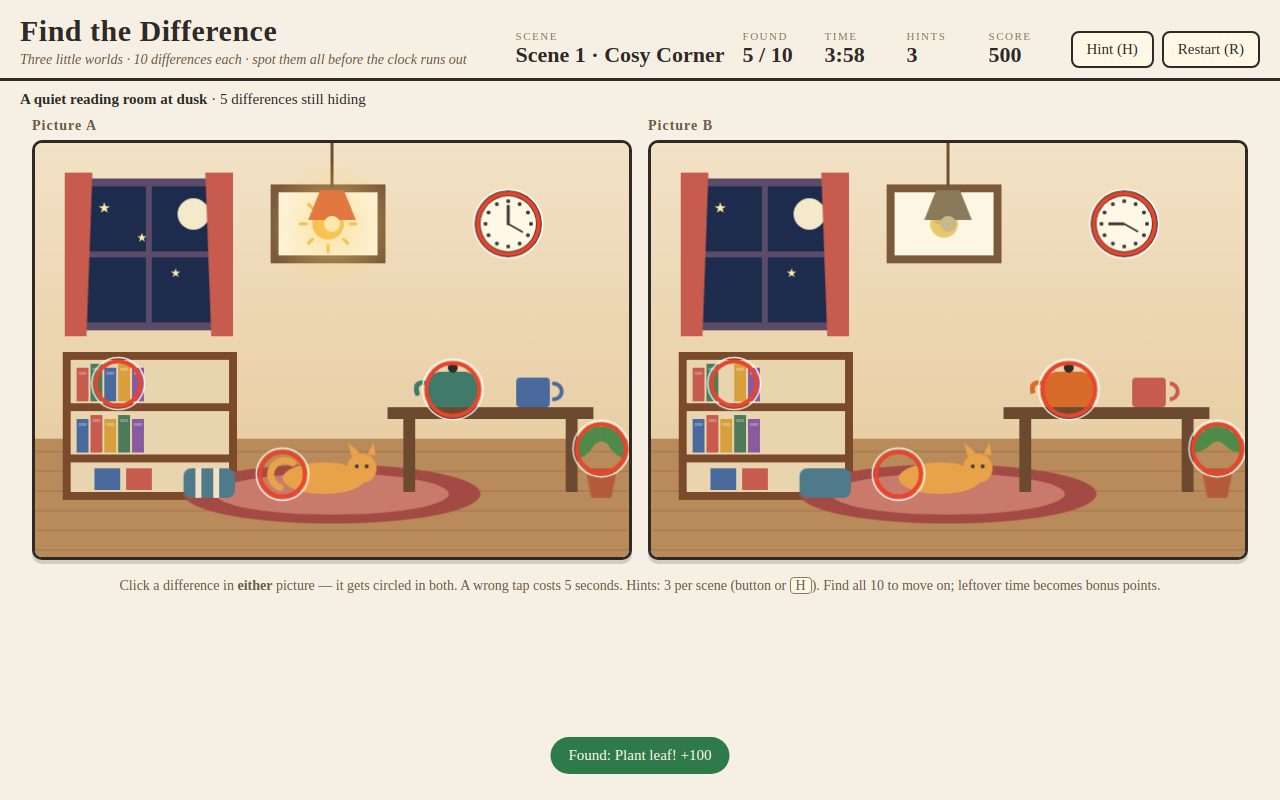 Find the Difference
Three little worlds · 10 differences each · spot them all before the clock runs out
SCENE
Scene 1 · Cosy Corner
FOUND
5 / 10
TIME
3:58
HINTS
3
SCORE
500
Hint (H)
Restart (R)
A quiet reading room at dusk · 5 differences still hiding
Picture A
Picture B
Click a difference in either picture — it gets circled in both. A wrong tap costs 5 seconds. Hints: 3 per scene (button or H). Find all 10 to move on; leftover time becomes bonus points.
Found: Plant leaf! +100